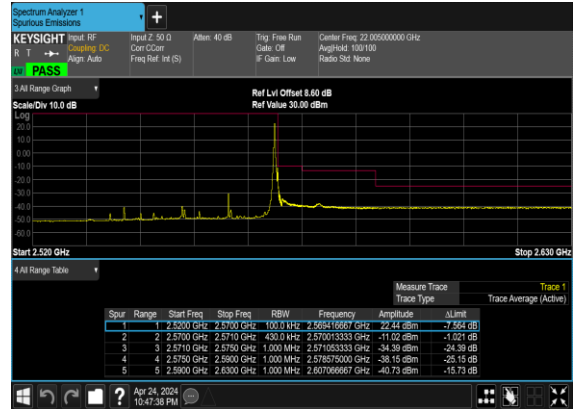 Spectrum Analyzer 1
Spurious Emissions
KEYSIGHT Input: RF Input Z: 50 Ω Atten: 40 dB Trig: Free Run Center Freq: 22.005000000 GHz
R T Coupling: DC Corr CCorr Gate: Off Avg|Hold: 100/100
Align: Auto Freq Ref: Int (S) IF Gain: Low Radio Std: None
PASS
3 All Range Graph Ref Lvl Offset 8.60 dB
Scale/Div 10.0 dB Ref Value 30.00 dBm
Log
20.0
10.0
0.00
-10.0
-20.0
-30.0
-40.0
-50.0
-60.0
Start 2.520 GHz Stop 2.630 GHz
4 All Range Table
Measure Trace Trace 1
Trace Type Trace Average (Active)
Spur Range Start Freq Stop Freq RBW Frequency Amplitude ΔLimit
1 1 2.5200 GHz 2.5700 GHz 100.0 kHz 2.569416667 GHz 22.44 dBm -7.564 dB
2 2 2.5700 GHz 2.5710 GHz 430.0 kHz 2.570013333 GHz -11.02 dBm -1.021 dB
3 3 2.5710 GHz 2.5750 GHz 1.000 MHz 2.571053333 GHz -34.39 dBm -24.39 dB
4 4 2.5750 GHz 2.5900 GHz 1.000 MHz 2.578575000 GHz -38.15 dBm -25.15 dB
5 5 2.5900 GHz 2.6300 GHz 1.000 MHz 2.607066667 GHz -40.73 dBm -15.73 dB
Apr 24, 2024
10:47:38 PM